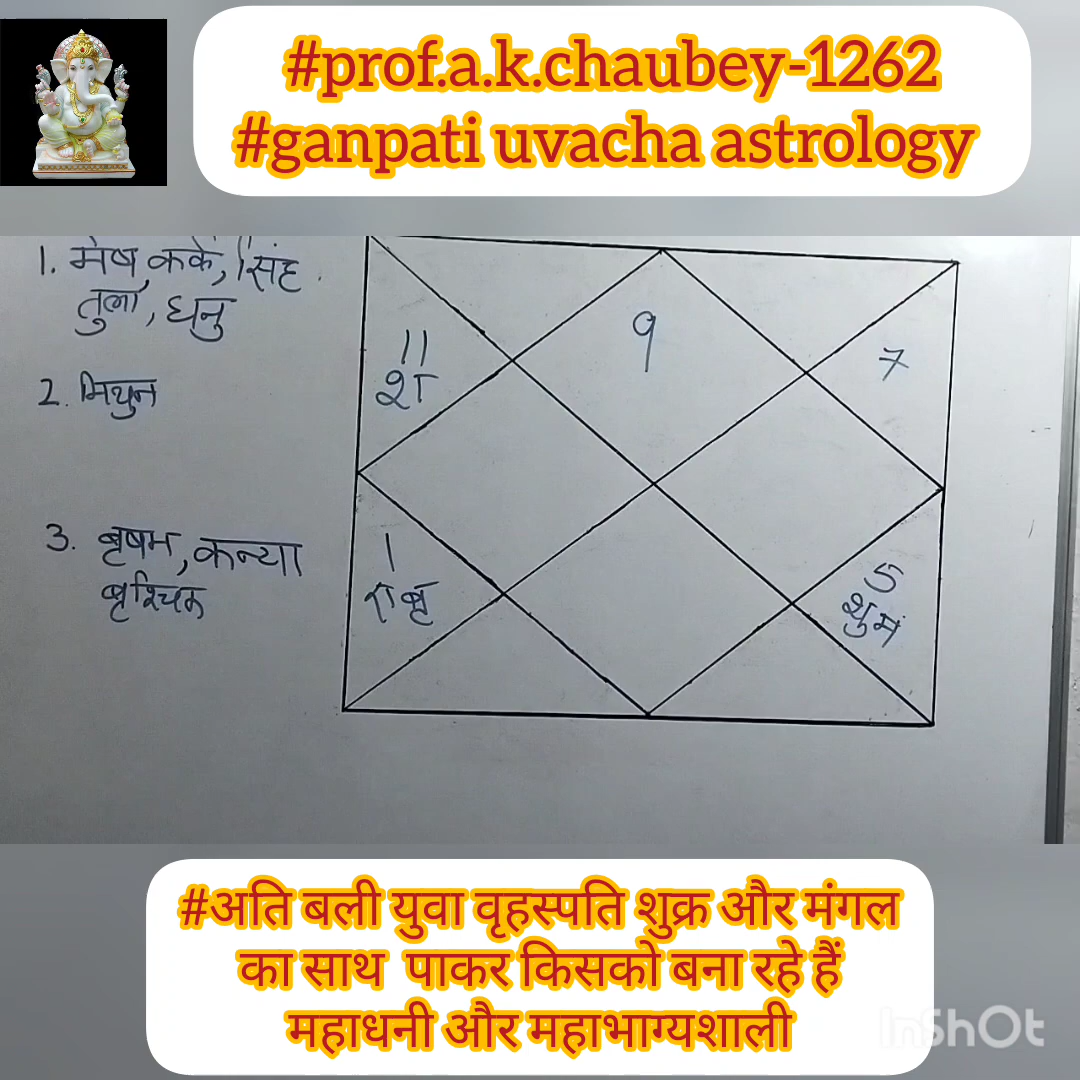 #prof.a.k.chaubey-1262
#ganpati uvacha astrology
1. मेष, कर्क, सिंह
तुला, धनु
2. मिथुन
3. बृषभ, कन्या
बृश्चिक
9
11
श
7
1
रा बृ
5
शु मं
#अति बली युवा वृहस्पति शुक्र और मंगल
का साथ पाकर किसको बना रहे हैं
महाधनी और महाभाग्यशाली
InShOt